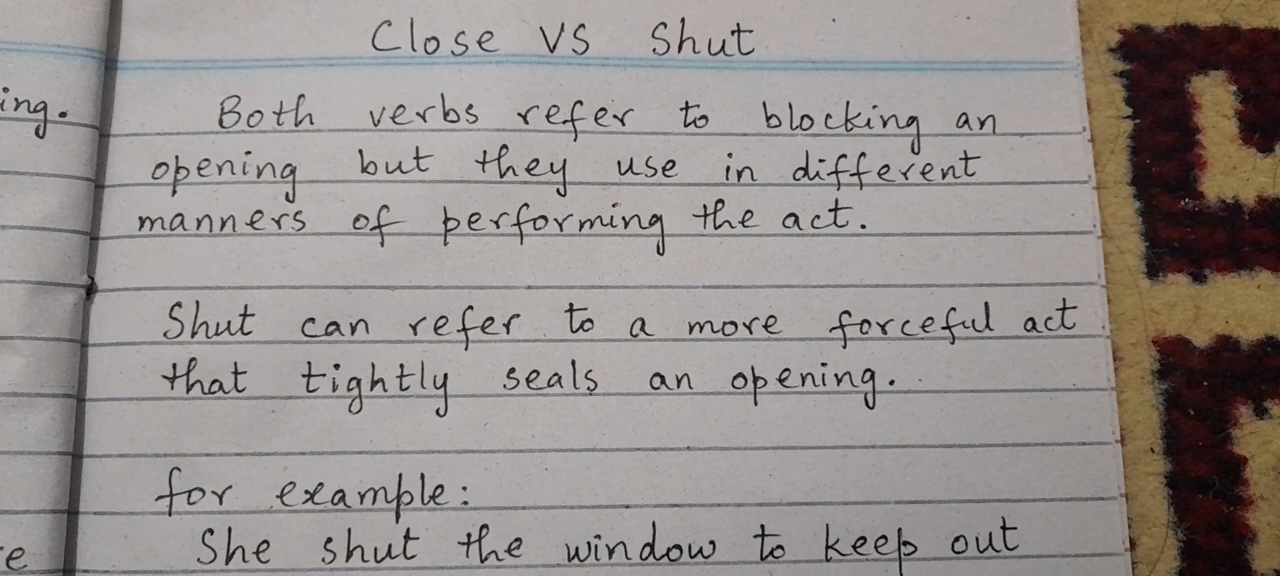 Close VS Shut
ing.
Both verbs refer to blocking an
opening but they use in different
manners of performing the act.
Shut can refer to a more forceful act
that tightly seals an opening.
for example:
She shut the window to keep out